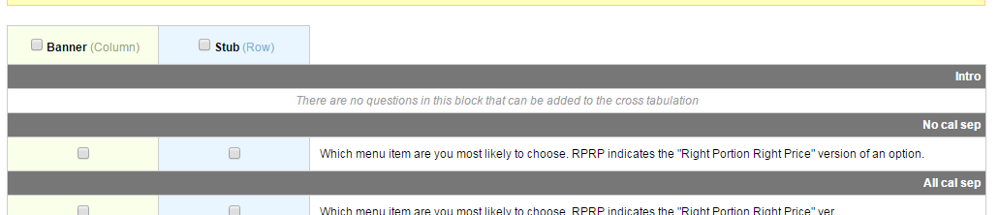 Banner (Column) Stub (Row)
Intro
There are no questions in this block that can be added to the cross tabulation
No cal sep
Which menu item are you most likely to choose. RPRP indicates the "Right Portion Right Price" version of an option.
All cal sep
Which menu item are you most likely to choose. RPRP indicates the "Right Portion Right Price" ver